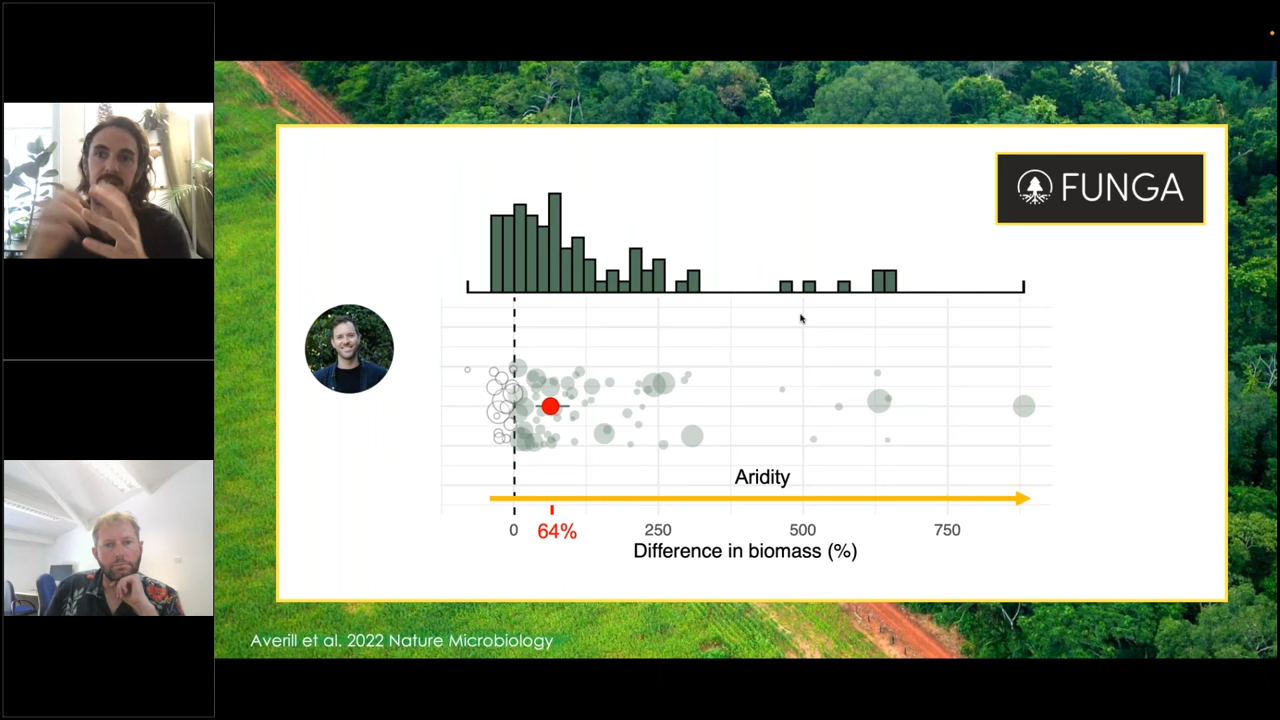 FUNGA
Aridity
0
64%
250
500
750
Difference in biomass (%)
Averill et al. 2022 Nature Microbiology